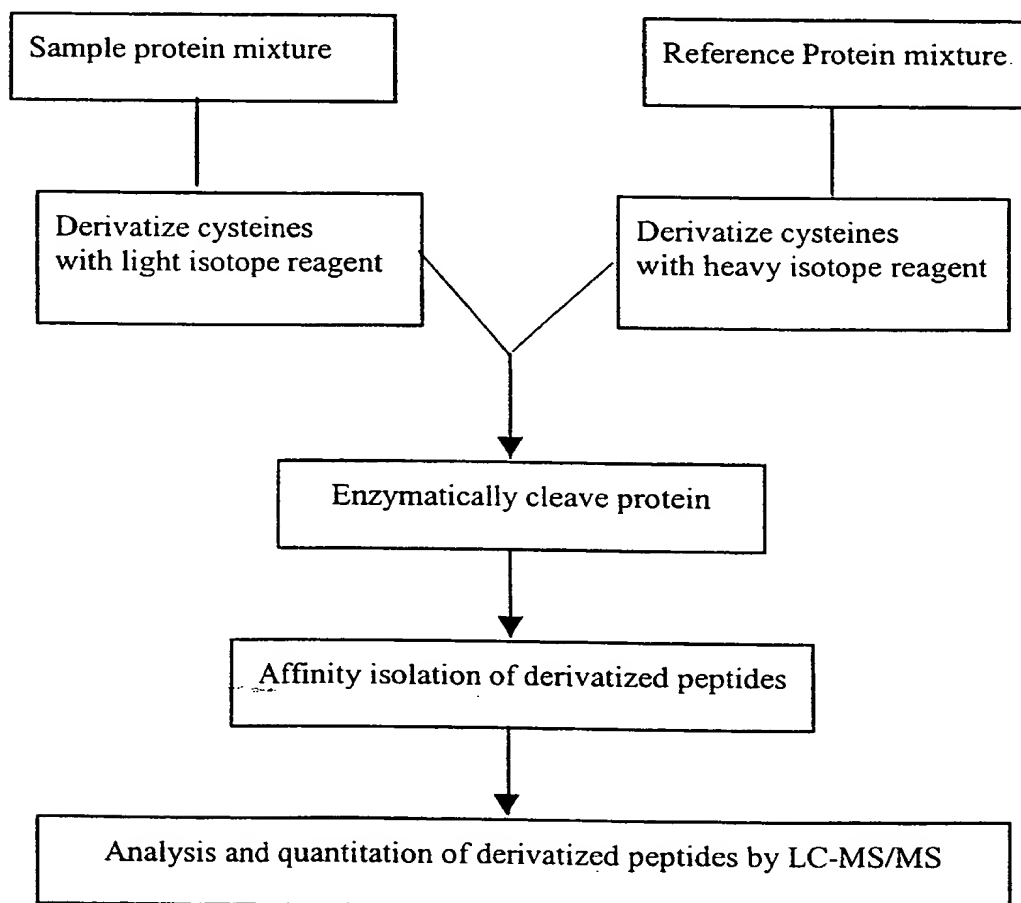 Sample protein mixture
Reference Protein mixture.
Derivatize cysteines
with light isotope reagent
Derivatize cysteines
with heavy isotope reagent
Enzymatically cleave protein
Affinity isolation of derivatized peptides
Analysis and quantitation of derivatized peptides by LC-MS/MS